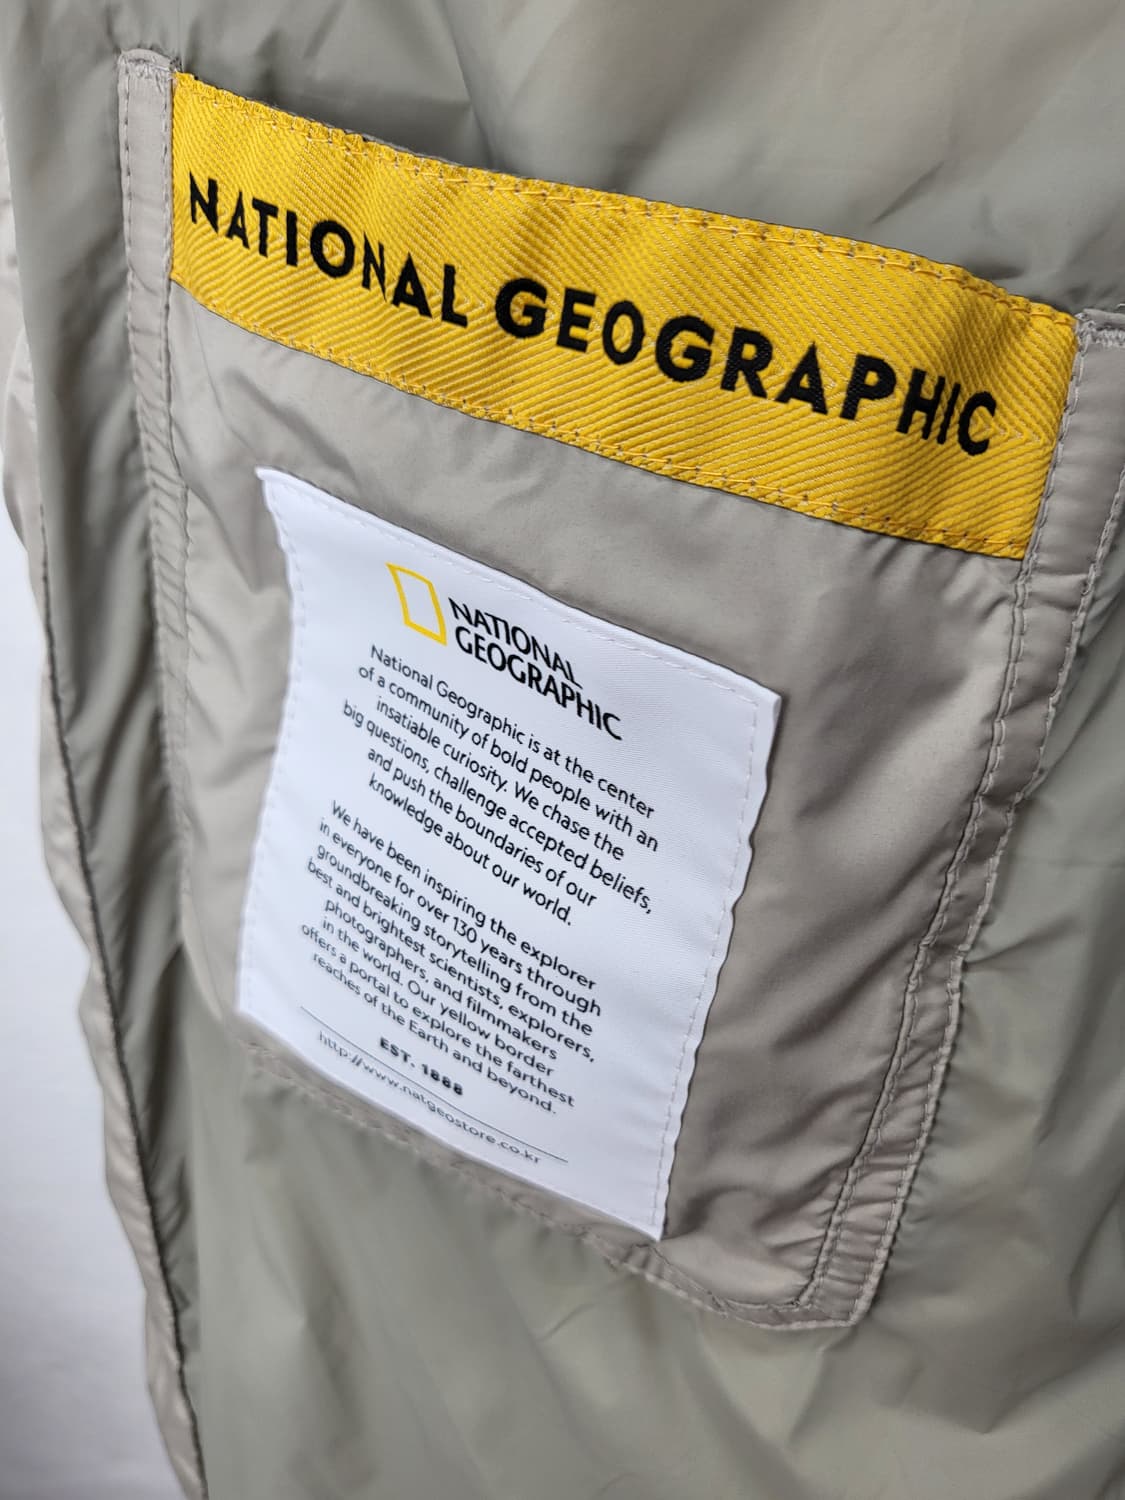 NATIONAL GEOGRAPHIC
NATIONAL
GEOGRAPHIC
National Geographic is at the center
of a community of bold people with an
insatiable curiosity. We chase the
big questions, challenge accepted beliefs,
and push the boundaries of our
knowledge about our world.
We have been inspiring the explorer
in everyone for over 130 years through
groundbreaking storytelling from the
best and brightest scientists, explorers,
photographers, and filmmakers
in the world. Our yellow border
offers a portal to explore the farthest
reaches of the Earth and beyond.
EST. 1888
http://www.natgeostore.co.kr